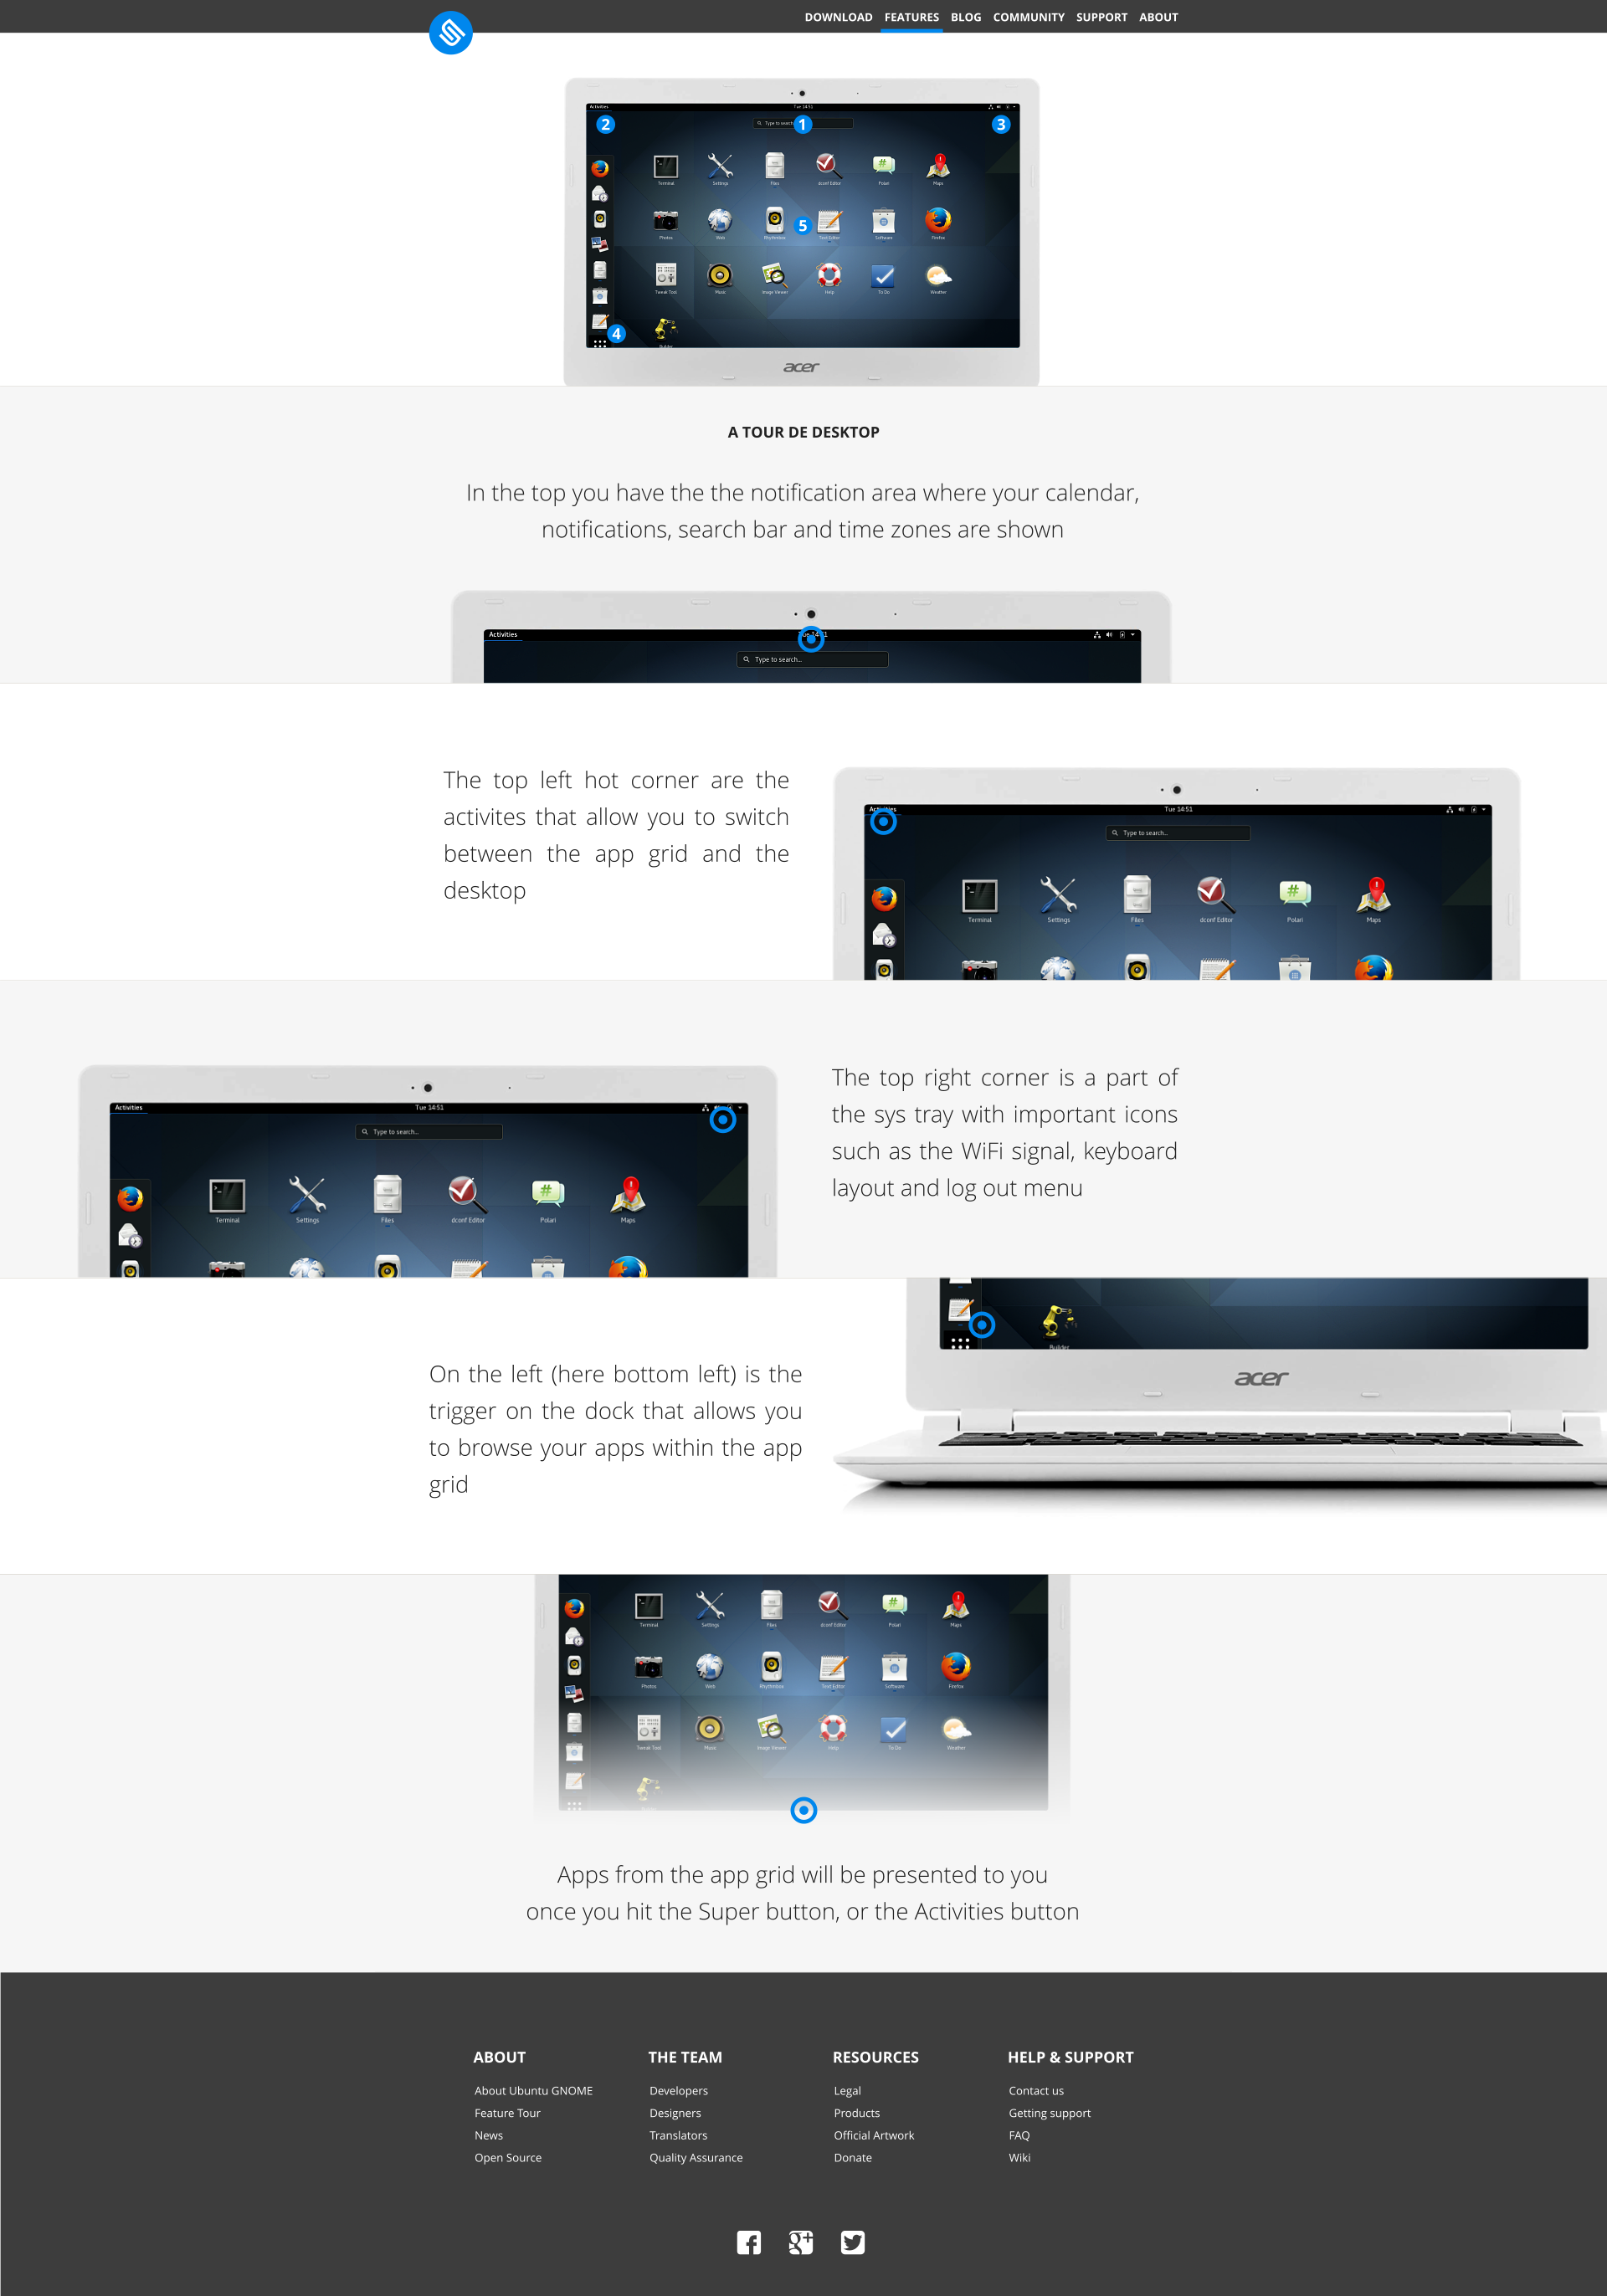 DOWNLOAD FEATURES BLOG COMMUNITY SUPPORT ABOUT
Activities Tue 14:51
2 1 3
Type to search
Terminal Settings Files dconf Editor Polari Maps
5
Photos Web Rhythmbox Text Editor Software Firefox
Tweak Tool Music Image Viewer Help To Do Weather
4
Builder
acer
A TOUR DE DESKTOP
In the top you have the the notification area where your calendar,
notifications, search bar and time zones are shown
Activities Tue 14:51
Type to search...
The top left hot corner are the
activites that allow you to switch
between the app grid and the
desktop
Activities Tue 14:51
Type to search...
Terminal Settings Files dconf Editor Polari Maps
Activities Tue 14:51
Type to search...
Terminal Settings Files dconf Editor Polari Maps
The top right corner is a part of
the sys tray with important icons
such as the WiFi signal, keyboard
layout and log out menu
Builder
acer
On the left (here bottom left) is the
trigger on the dock that allows you
to browse your apps within the app
grid
Terminal Settings Files dconf Editor Polari Maps
Photos Web Rhythmbox Text Editor Software Firefox
Tweak Tool Music Image Viewer Help To Do Weather
Apps from the app grid will be presented to you
once you hit the Super button, or the Activities button
ABOUT
About Ubuntu GNOME
Feature Tour
News
Open Source
THE TEAM
Developers
Designers
Translators
Quality Assurance
RESOURCES
Legal
Products
Official Artwork
Donate
HELP & SUPPORT
Contact us
Getting support
FAQ
Wiki